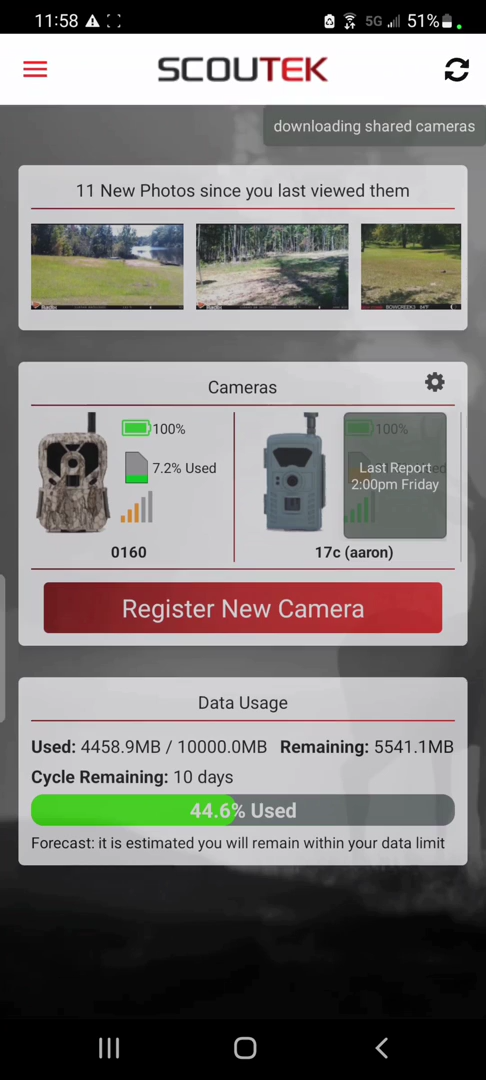 11:58
5G
51%
SCOUTEK
downloading shared cameras
11 New Photos since you last viewed them
Cameras
100%
7.2% Used
0160
100%
Last Report
2:00pm Friday
17c (aaron)
Register New Camera
Data Usage
Used: 4458.9MB / 10000.0MB Remaining: 5541.1MB
Cycle Remaining: 10 days
44.6% Used
Forecast: it is estimated you will remain within your data limit